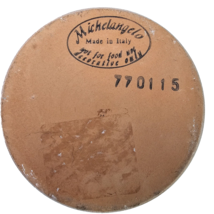 Michelangelo
Made in Italy
not for food use
decorative only
770115